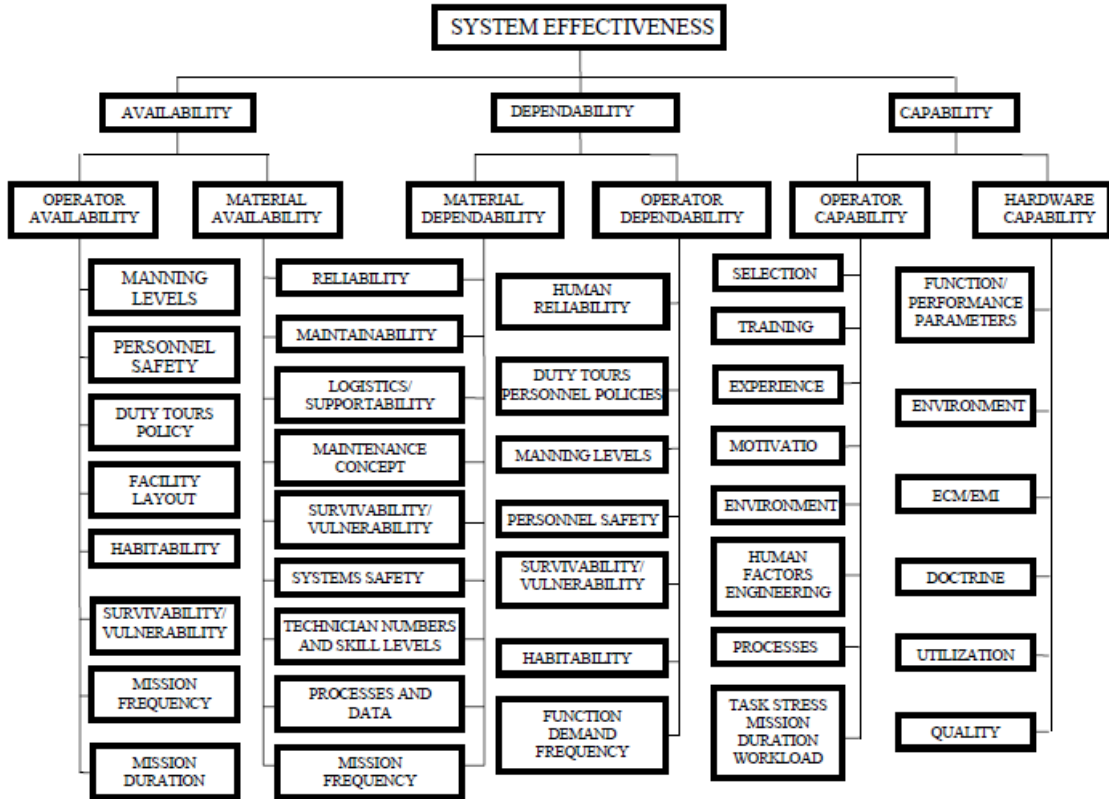 SYSTEM EFFECTIVENESS
AVAILABILITY
DEPENDABILITY
CAPABILITY
OPERATOR
AVAILABILITY
MATERIAL
AVAILABILITY
MATERIAL
DEPENDABILITY
OPERATOR
DEPENDABILITY
OPERATOR
CAPABILITY
HARDWARE
CAPABILITY
MANNING
LEVELS
PERSONNEL
SAFETY
DUTY TOURS
POLICY
FACILITY
LAYOUT
HABITABILITY
SURVIVABILITY/
VULNERABILITY
MISSION
FREQUENCY
MISSION
DURATION
RELIABILITY
MAINTAINABILITY
LOGISTICS/
SUPPORTABILITY
MAINTENANCE
CONCEPT
SURVIVABILITY/
VULNERABILITY
SYSTEMS SAFETY
TECHNICIAN NUMBERS
AND SKILL LEVELS
PROCESSES AND
DATA
MISSION
FREQUENCY
HUMAN
RELIABILITY
DUTY TOURS
PERSONNEL POLICIES
MANNING LEVELS
PERSONNEL SAFETY
SURVIVABILITY/
VULNERABILITY
HABITABILITY
FUNCTION
DEMAND
FREQUENCY
SELECTION
TRAINING
EXPERIENCE
MOTIVATIO
ENVIRONMENT
HUMAN
FACTORS
ENGINEERING
PROCESSES
TASK STRESS
MISSION
DURATION
WORKLOAD
FUNCTION/
PERFORMANCE
PARAMETERS
ENVIRONMENT
ECM/EMI
DOCTRINE
UTILIZATION
QUALITY